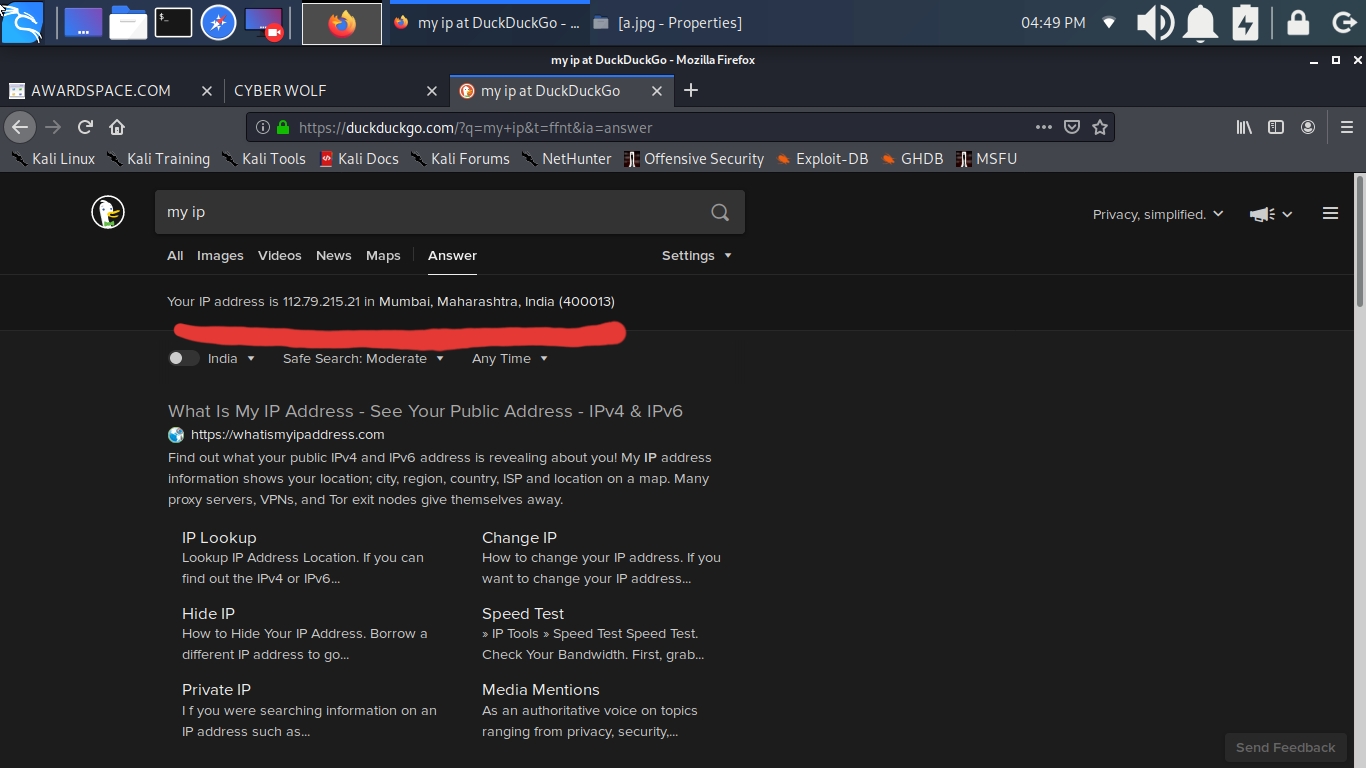 my ip at DuckDuckGo - ...
[a.jpg - Properties]
04:49 PM
my ip at DuckDuckGo - Mozilla Firefox
AWARDSPACE.COM
CYBER WOLF
my ip at DuckDuckGo
https://duckduckgo.com/?q=my+ip&t=ffnt&ia=answer
Kali Linux Kali Training Kali Tools Kali Docs Kali Forums NetHunter Offensive Security Exploit-DB GHDB MSFU
my ip
Privacy, simplified.
All Images Videos News Maps Answer Settings
Your IP address is 112.79.215.21 in Mumbai, Maharashtra, India (400013)
India Safe Search: Moderate Any Time
What Is My IP Address - See Your Public Address - IPv4 & IPv6
https://whatismyipaddress.com
Find out what your public IPv4 and IPv6 address is revealing about you! My IP address
information shows your location; city, region, country, ISP and location on a map. Many
proxy servers, VPNs, and Tor exit nodes give themselves away.
IP Lookup
Lookup IP Address Location. If you can
find out the IPv4 or IPv6...
Change IP
How to change your IP address. If you
want to change your IP address...
Hide IP
How to Hide Your IP Address. Borrow a
different IP address to go...
Speed Test
» IP Tools » Speed Test Speed Test.
Check Your Bandwidth. First, grab...
Private IP
I f you were searching information on an
IP address such as...
Media Mentions
As an authoritative voice on topics
ranging from privacy, security,...
Send Feedback